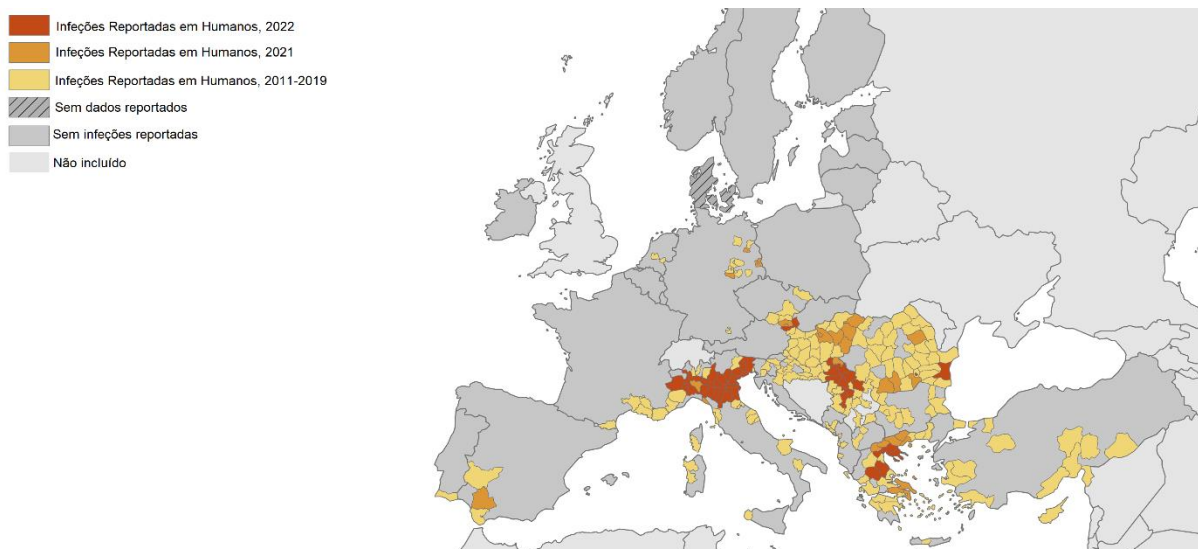 Infeções Reportadas em Humanos, 2022
Infeções Reportadas em Humanos, 2021
Infeções Reportadas em Humanos, 2011-2019
Sem dados reportados
Sem infeções reportadas
Não incluído